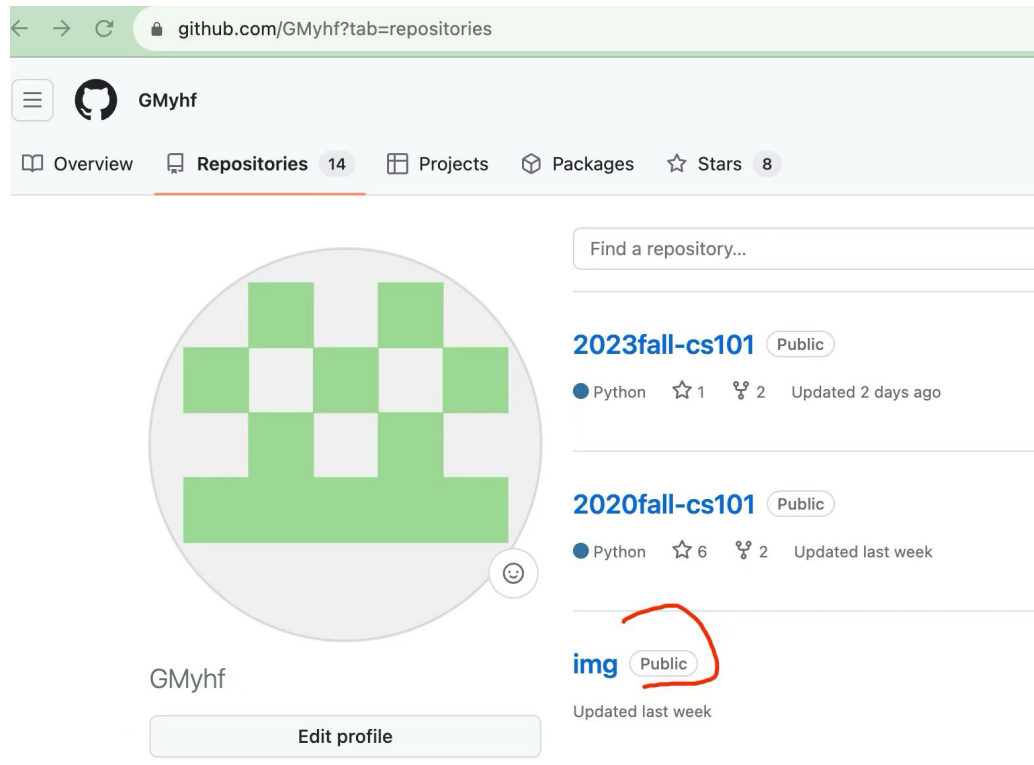 github.com/GMyhf?tab=repositories
GMyhf
Overview Repositories 14 Projects Packages Stars 8
Find a repository...
2023fall-cs101 Public
Python 1 2 Updated 2 days ago
2020fall-cs101 Public
Python 6 2 Updated last week
img Public
Updated last week
GMyhf
Edit profile